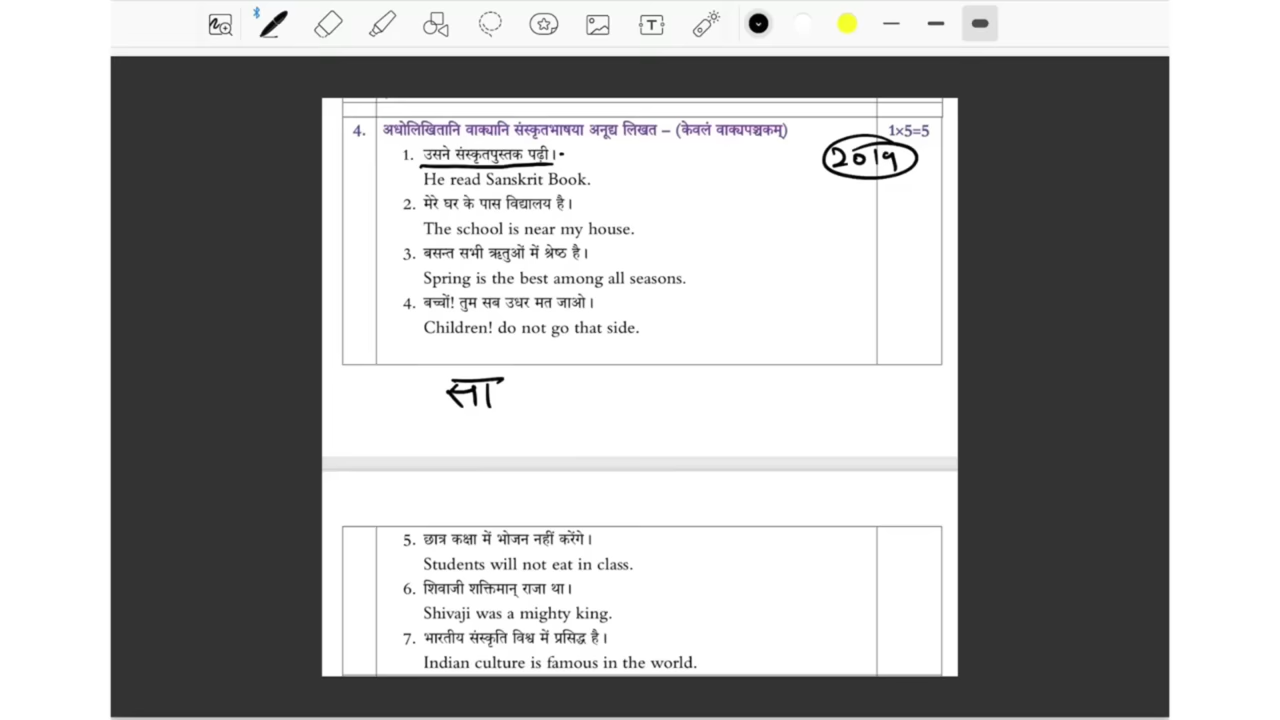 4. अधोलिखितानि वाक्यानि संस्कृतभाषया अनूद्य लिखत – (केवलं वाक्यपञ्चकम्) 1×5=5
2019
1. उसने संस्कृतपुस्तक पढ़ी।
He read Sanskrit Book.
2. मेरे घर के पास विद्यालय है।
The school is near my house.
3. बसन्त सभी ऋतुओं में श्रेष्ठ है।
Spring is the best among all seasons.
4. बच्चों! तुम सब उधर मत जाओ।
Children! do not go that side.
सा
5. छात्र कक्षा में भोजन नहीं करेंगे।
Students will not eat in class.
6. शिवाजी शक्तिमान् राजा था।
Shivaji was a mighty king.
7. भारतीय संस्कृति विश्व में प्रसिद्ध है।
Indian culture is famous in the world.